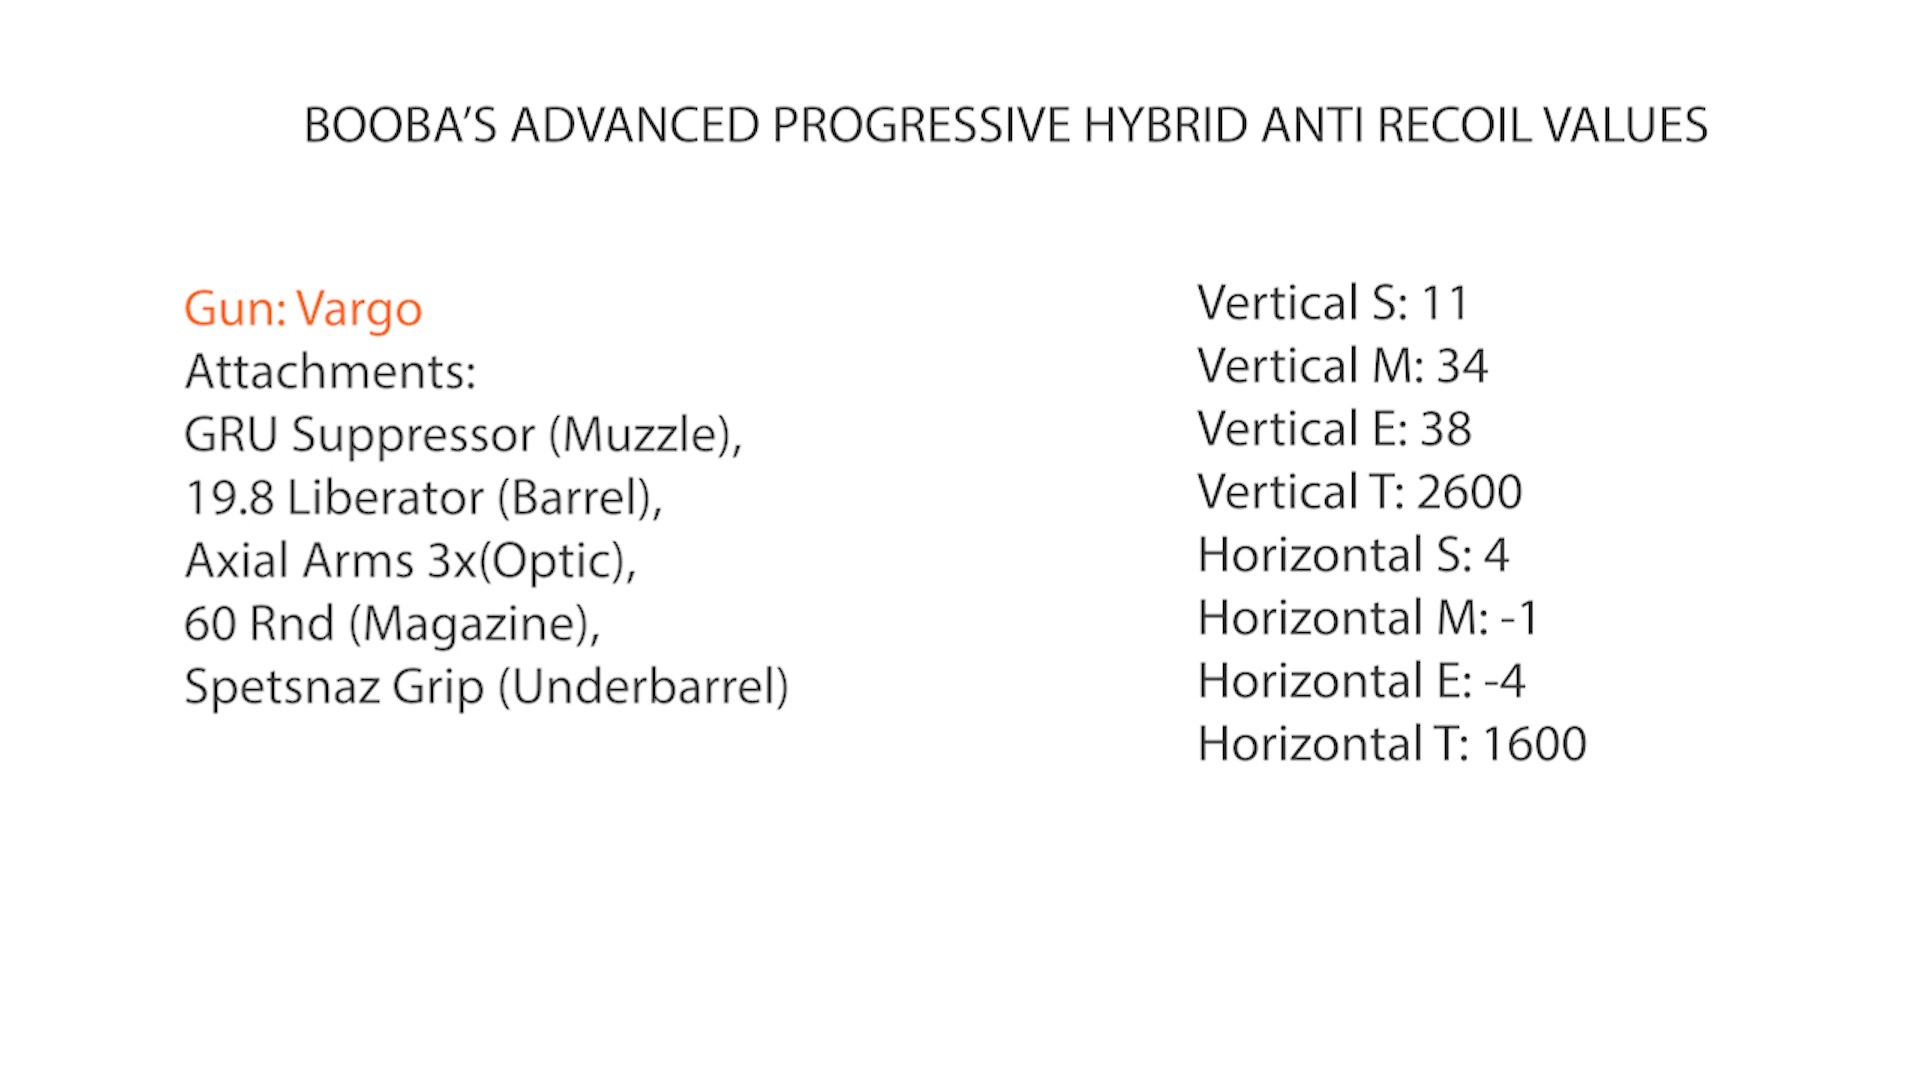 BOOBA’S ADVANCED PROGRESSIVE HYBRID ANTI RECOIL VALUES
Gun: Vargo
Attachments:
GRU Suppressor (Muzzle),
19.8 Liberator (Barrel),
Axial Arms 3x(Optic),
60 Rnd (Magazine),
Spetsnaz Grip (Underbarrel)
Vertical S: 11
Vertical M: 34
Vertical E: 38
Vertical T: 2600
Horizontal S: 4
Horizontal M: -1
Horizontal E: -4
Horizontal T: 1600